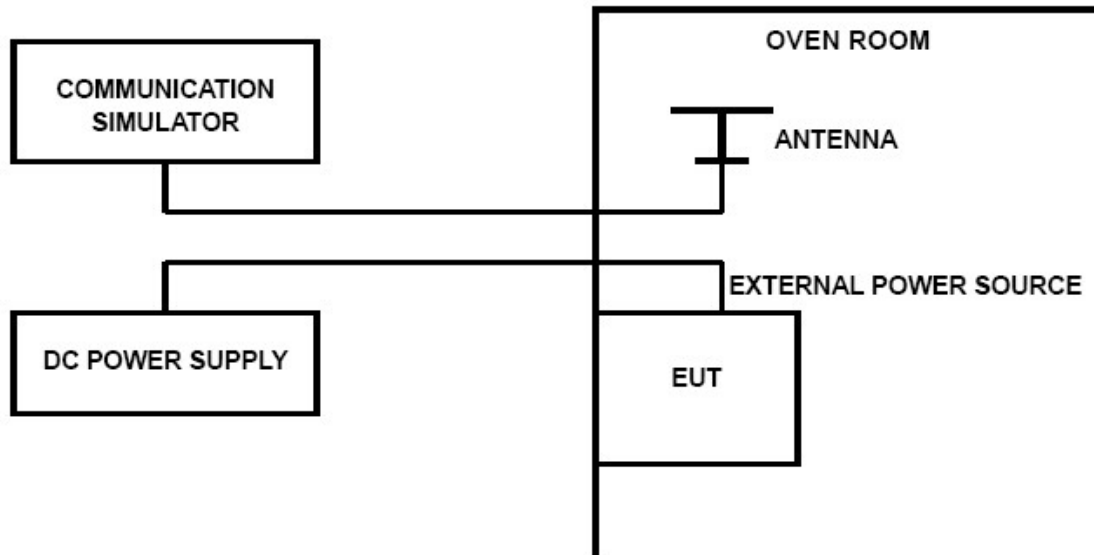 OVEN ROOM
COMMUNICATION
SIMULATOR
ANTENNA
EXTERNAL POWER SOURCE
DC POWER SUPPLY
EUT